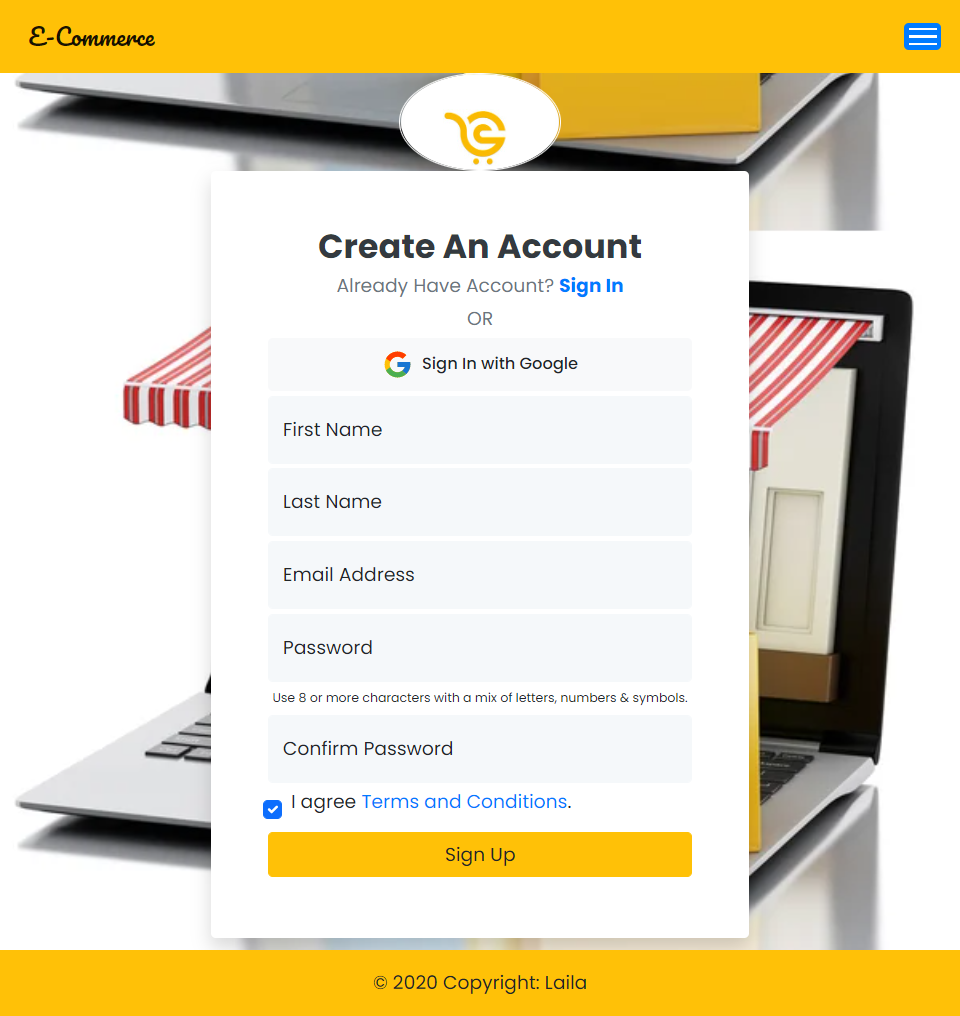 E-Commerce
Create An Account
Already Have Account? Sign In
OR
Sign In with Google
First Name
Last Name
Email Address
Password
Use 8 or more characters with a mix of letters, numbers & symbols.
Confirm Password
I agree Terms and Conditions.
Sign Up
© 2020 Copyright: Laila